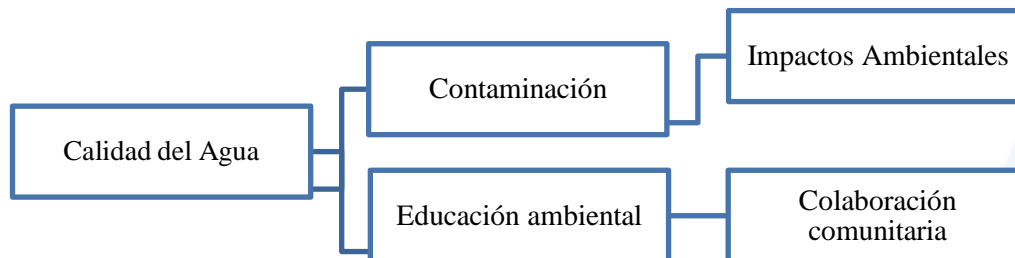 Impactos Ambientales
Contaminación
Calidad del Agua
Educación ambiental
Colaboración
comunitaria